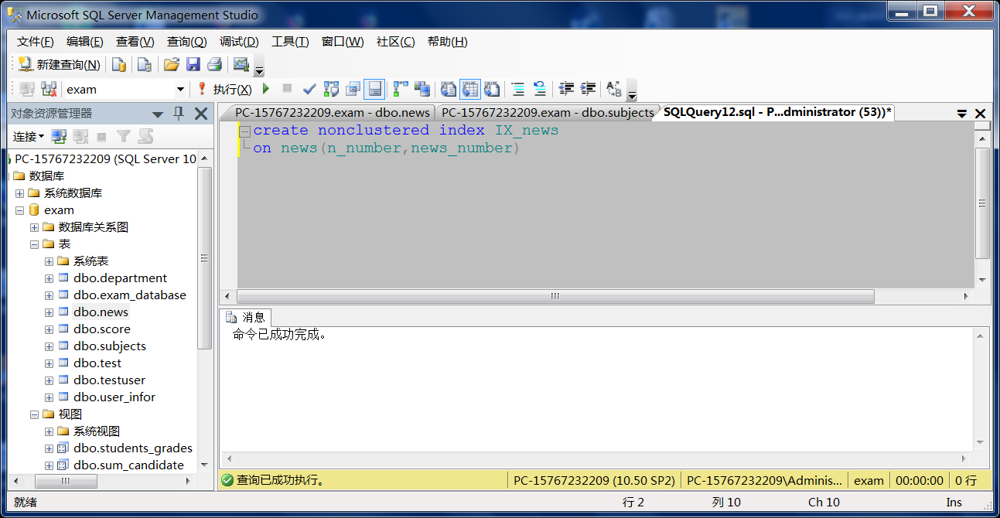 Microsoft SQL Server Management Studio
文件(F) 编辑(E) 查看(V) 查询(Q) 调试(D) 工具(T) 窗口(W) 社区(C) 帮助(H)
新建查询(N)
exam 执行(X)
对象资源管理器
连接
PC-15767232209 (SQL Server 10
数据库
系统数据库
exam
数据库关系图
表
系统表
dbo.department
dbo.exam_database
dbo.news
dbo.score
dbo.subjects
dbo.test
dbo.testuser
dbo.user_infor
视图
系统视图
dbo.students_grades
dbo.sum_candidate
PC-15767232209.exam - dbo.news PC-15767232209.exam - dbo.subjects SQLQuery12.sql - P...dministrator (53))*
create nonclustered index IX_news
on news(n_number,news_number)
消息
命令已成功完成。
查询已成功执行。 PC-15767232209 (10.50 SP2) PC-15767232209\Adminis... exam 00:00:00 0 行
就绪 行 2 列 10 Ch 10 Ins